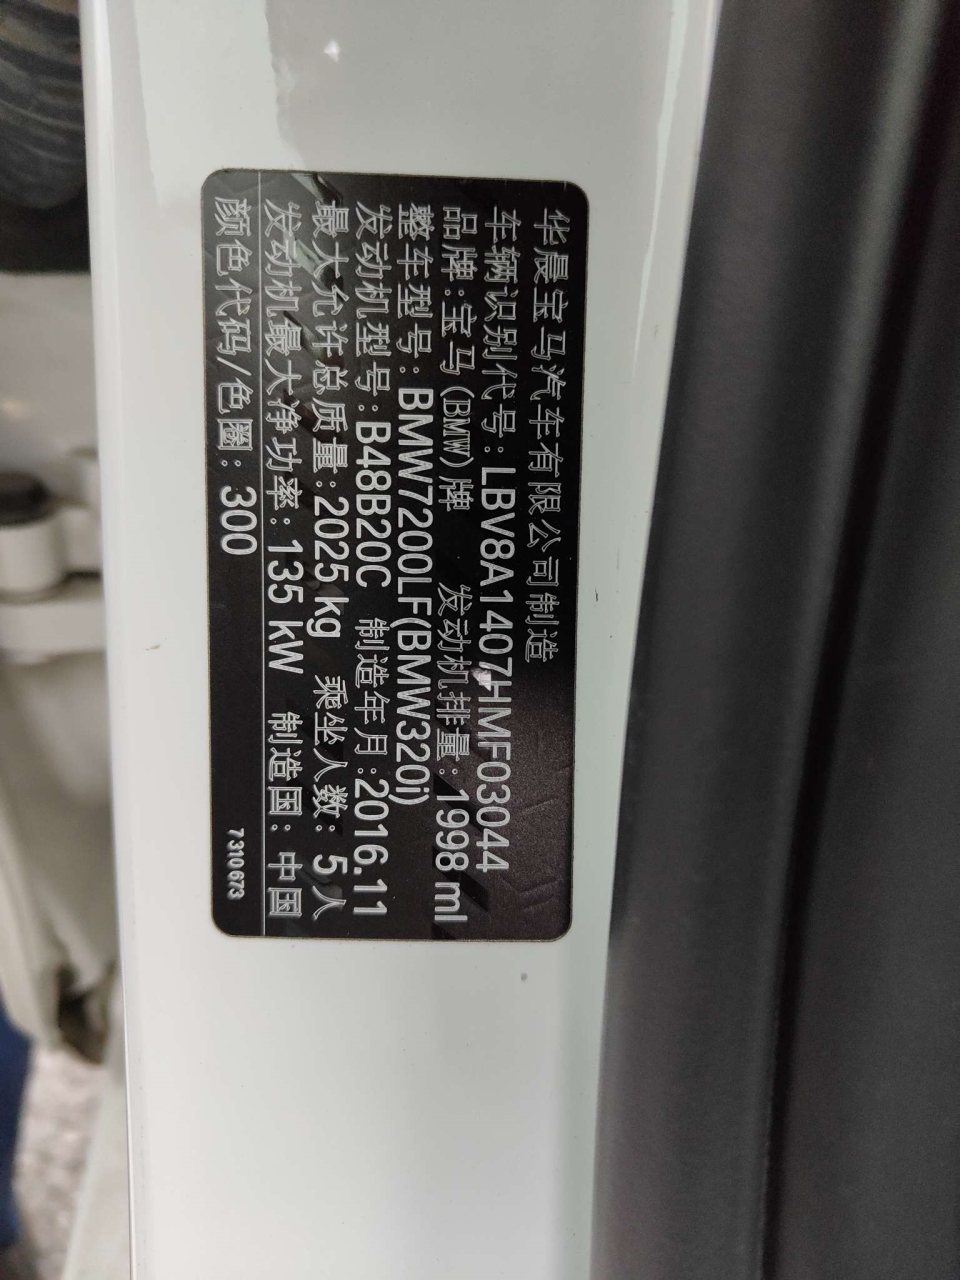 华晨宝马汽车有限公司制造
车辆识别代号:LBV8A1407HMF03044
品牌:宝马(BMW)牌 发动机排量:1998 ml
整车型号:BMW7200LF(BMW320i)
发动机型号:B48B20C 制造年月:2016.11
最大允许总质量:2025 kg 乘坐人数:5人
发动机最大净功率:135 kW 制造国:中国
颜色代码/色圈:300
7310673